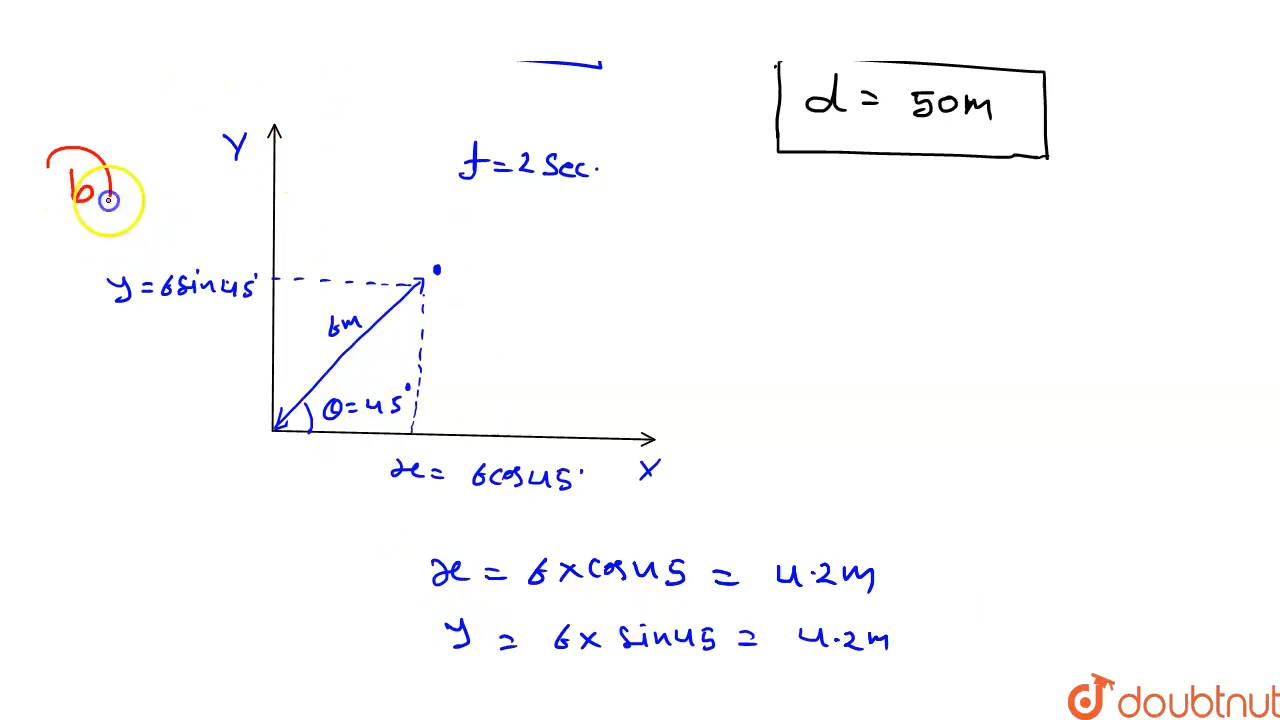 d = 50m
Y
t = 2 Sec.
b
y = 6sin45°
6m
θ = 45°
x = 6cos45°
X
x = 6×cos45 = 4.2m
y = 6× sin45 = 4.2m
doubtnut